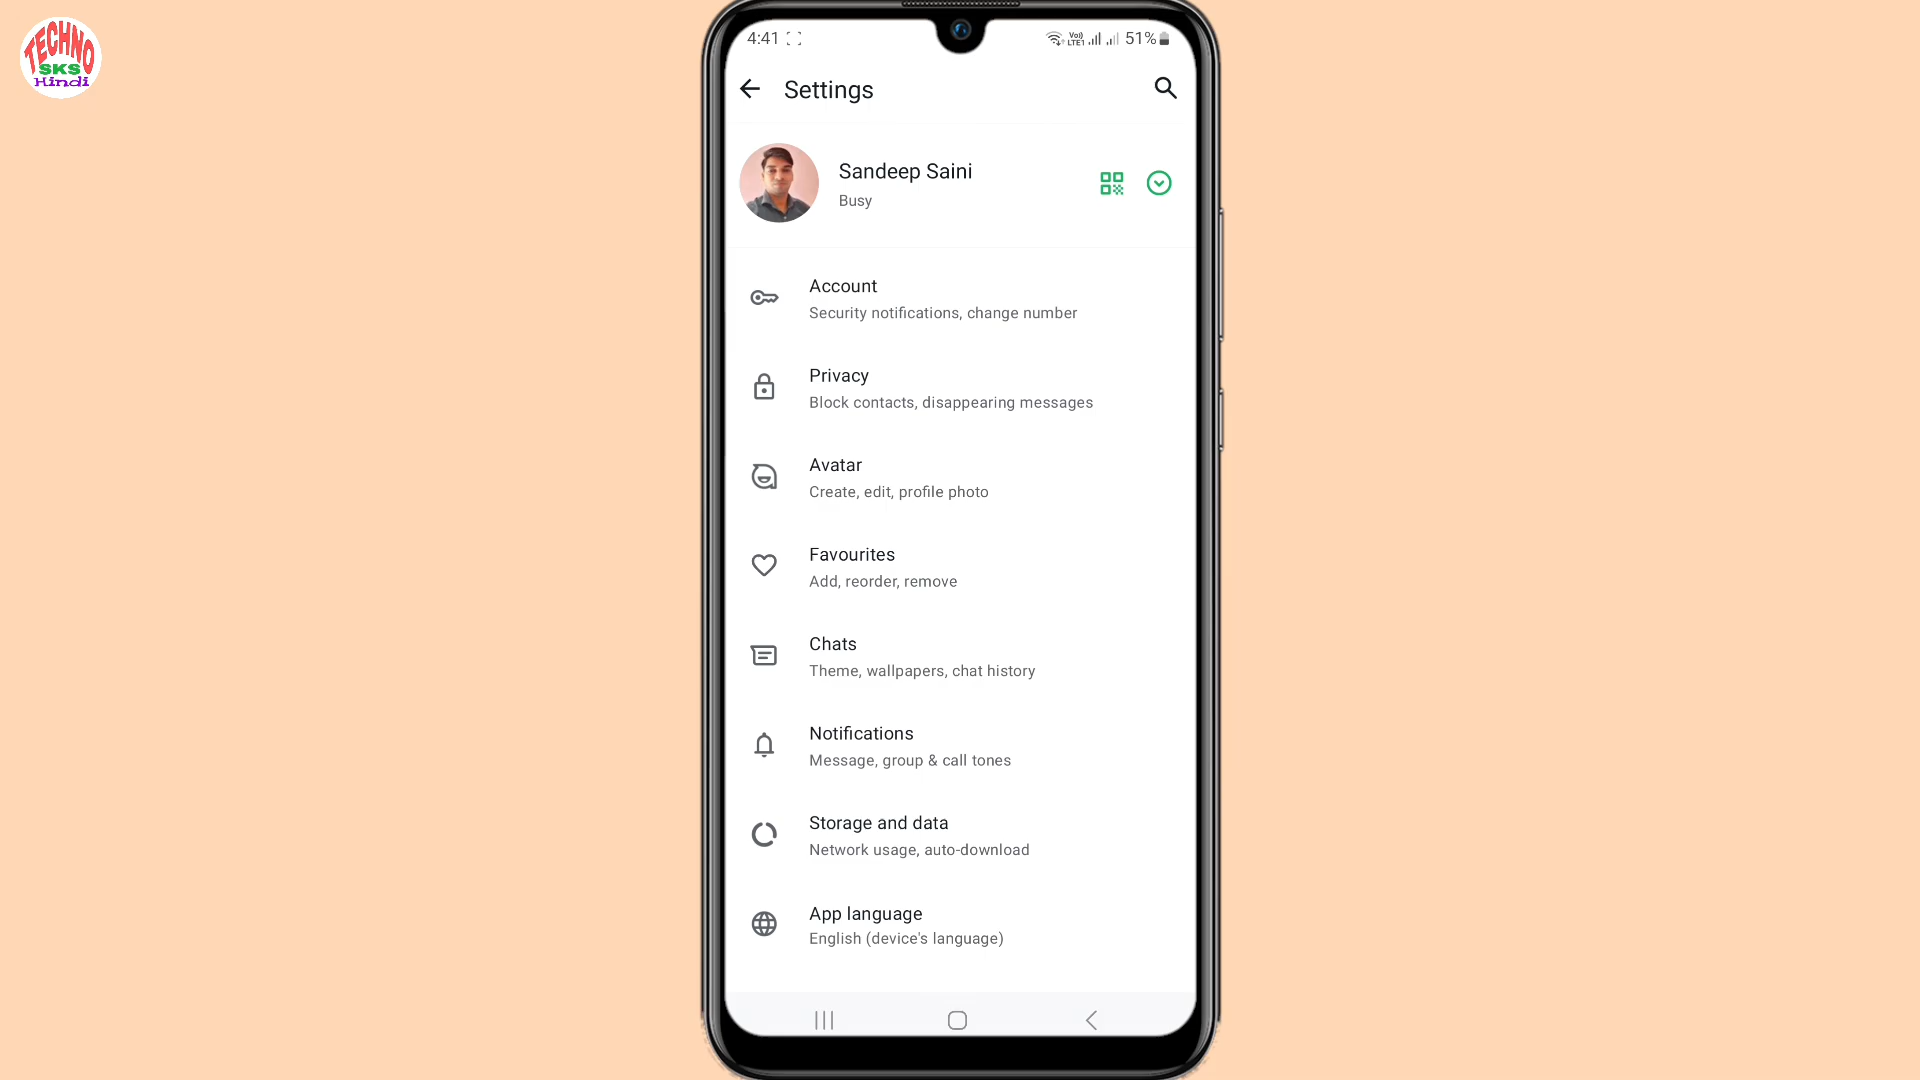 TECHNO
SKS
Hindi
4:41
Vo))
LTE1
51%
Settings
Sandeep Saini
Busy
Account
Security notifications, change number
Privacy
Block contacts, disappearing messages
Avatar
Create, edit, profile photo
Favourites
Add, reorder, remove
Chats
Theme, wallpapers, chat history
Notifications
Message, group & call tones
Storage and data
Network usage, auto-download
App language
English (device's language)